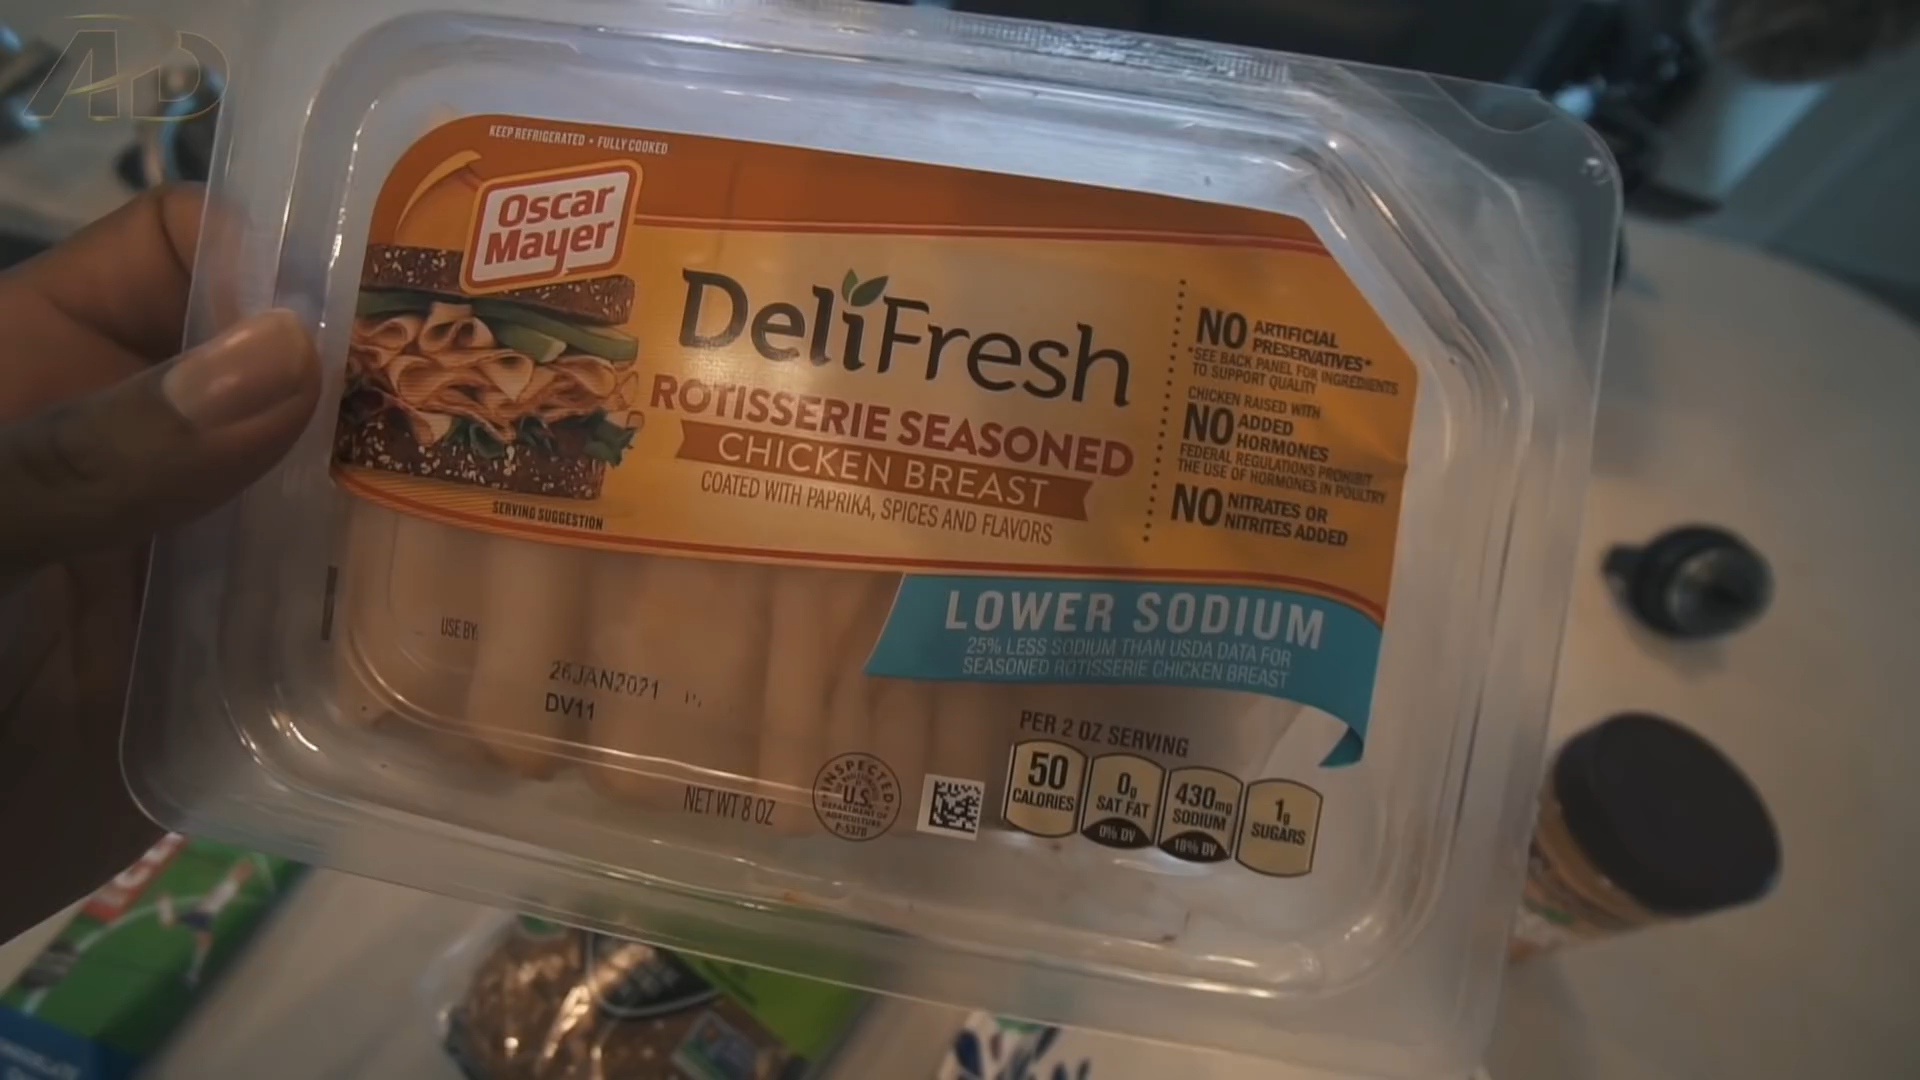 AD
KEEP REFRIGERATED • FULLY COOKED
Oscar
Mayer
DeliFresh
ROTISSERIE SEASONED
CHICKEN BREAST
COATED WITH PAPRIKA, SPICES AND FLAVORS
SERVING SUGGESTION
NO ARTIFICIAL
PRESERVATIVES*
*SEE BACK PANEL FOR INGREDIENTS
TO SUPPORT QUALITY
CHICKEN RAISED WITH
NO ADDED
HORMONES
FEDERAL REGULATIONS PROHIBIT
THE USE OF HORMONES IN POULTRY
NO NITRATES OR
NITRITES ADDED
LOWER SODIUM
25% LESS SODIUM THAN USDA DATA FOR
SEASONED ROTISSERIE CHICKEN BREAST
USE BY
26JAN2021
DV11
NET WT 8 OZ
INSPECTED
U.S.
DEPARTMENT OF
AGRICULTURE
PER 2 OZ SERVING
50
CALORIES
0g
SAT FAT
0% DV
430mg
SODIUM
18% DV
1g
SUGARS